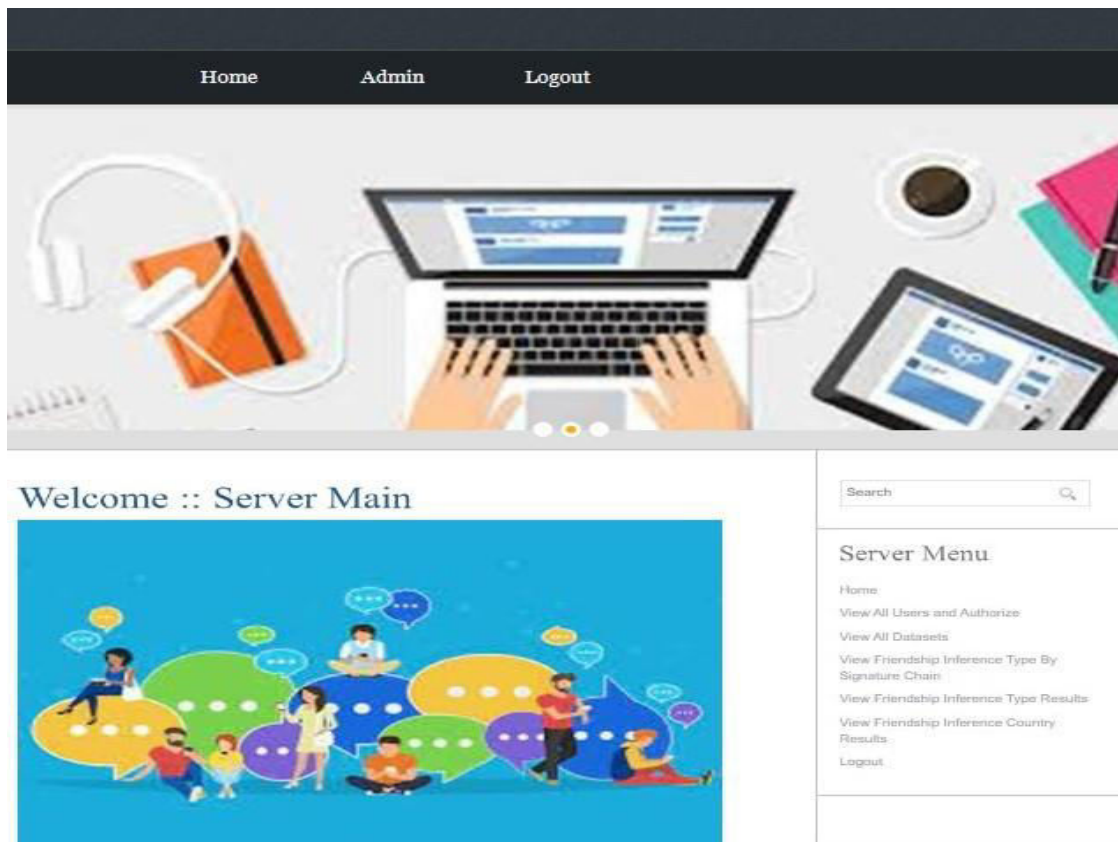 Home Admin Logout
Welcome :: Server Main
Search
Server Menu
Home
View All Users and Authorize
View All Datasets
View Friendship Inference Type By
Signature Chain
View Friendship Inference Type Results
View Friendship Inference Country
Results
Logout